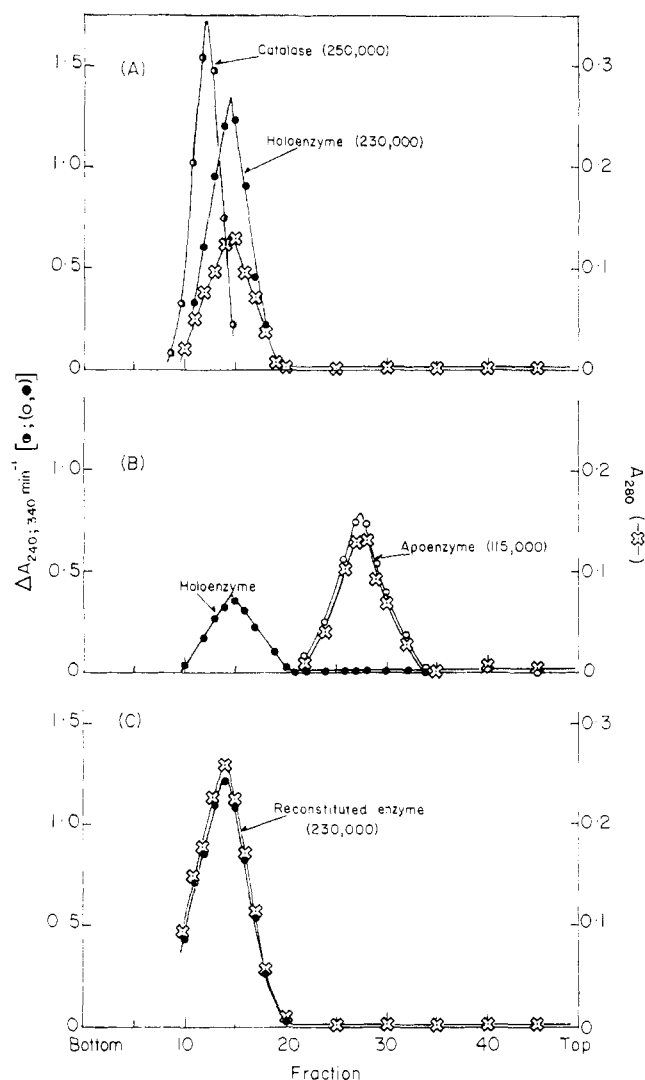 (A)
Catalase (250,000)
Holoenzyme (230,000)
1·5
1·0
0·5
0
0·3
0·2
0·1
0
(B)
Holoenzyme
Apoenzyme (115,000)
1·0
0·5
0
0·2
0·1
0
(C)
Reconstituted enzyme
(230,000)
1·5
1·0
0·5
0
0·3
0·2
0·1
0
ΔA240;340 min⁻¹ [◐;(o,●)]
A280 (-✕-)
Bottom 10 20 30 40 Top
Fraction